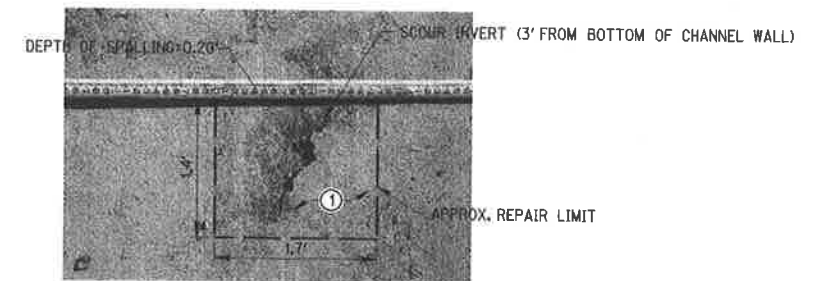 SCOUR INVERT (3' FROM BOTTOM OF CHANNEL WALL)
DEPTH OF SPALLING=0.20'
1.4'
1
APPROX. REPAIR LIMIT
1.7'